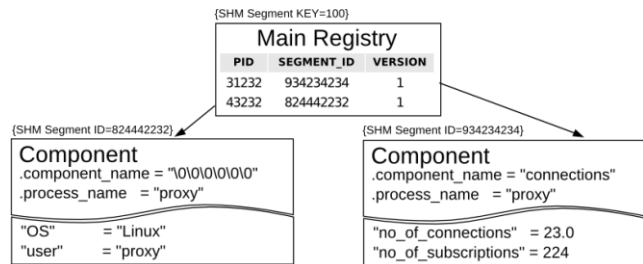 {SHM Segment KEY=100}
Main Registry
PID SEGMENT_ID VERSION
31232 934234234 1
43232 824442232 1
{SHM Segment ID=824442232}
Component
.component_name = "\0\0\0\0\0\0"
.process_name = "proxy"
"OS" = "Linux"
"user" = "proxy"
{SHM Segment ID=934234234}
Component
.component_name = "connections"
.process_name = "proxy"
"no_of_connections" = 23.0
"no_of_subscriptions" = 224